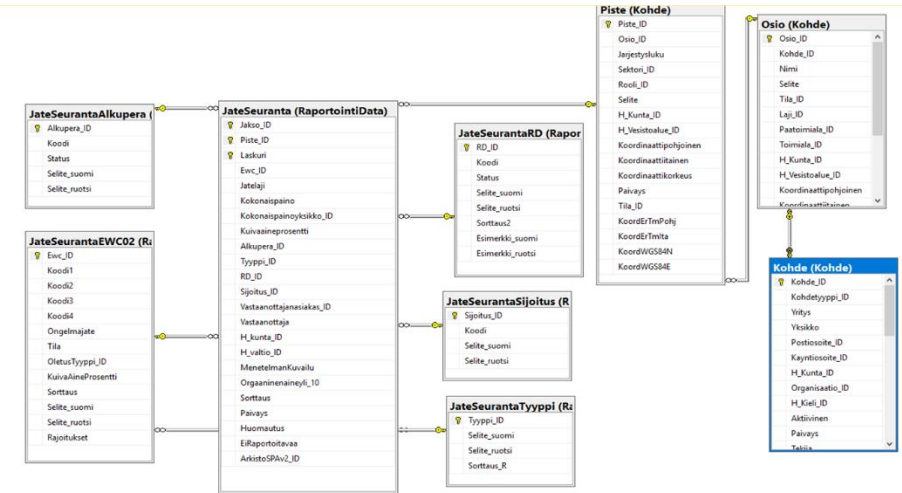 JateSeurantaAlkupera (
Alkupera_ID
Koodi
Status
Selite_suomi
Selite_ruotsi
JateSeurantaEWC02 (Ra
Ewc_ID
Koodi1
Koodi2
Koodi3
Koodi4
Ongelmajate
Tila
OletusTyyppi_ID
KuivaAineProsentti
Sorttaus
Selite_suomi
Selite_ruotsi
Rajoitukset
JateSeuranta (RaportointiData)
Jakso_ID
Piste_ID
Laskuri
Ewc_ID
Jatelaji
Kokonaispaino
Kokonaispainoyksikko_ID
Kuivaaineprosentti
Alkupera_ID
Tyyppi_ID
RD_ID
Sijoitus_ID
Vastaanottajanasiakas_ID
Vastaanottaja
H_kunta_ID
H_valtio_ID
MenetelmanKuvailu
Orgaaninenaineyli_10
Sorttaus
Paivays
Huomautus
EiRaportoitavaa
ArkistoSPAv2_ID
JateSeurantaRD (Rapor
RD_ID
Koodi
Status
Selite_suomi
Selite_ruotsi
Sorttaus2
Esimerkki_suomi
Esimerkki_ruotsi
JateSeurantaSijoitus (R
Sijoitus_ID
Koodi
Selite_suomi
Selite_ruotsi
JateSeurantaTyyppi (Ra
Tyyppi_ID
Selite_suomi
Selite_ruotsi
Sorttaus_R
Piste (Kohde)
Piste_ID
Osio_ID
Jarjestysluku
Sektori_ID
Rooli_ID
Selite
H_Kunta_ID
H_Vesistoalue_ID
Koordinaattipohjoinen
Koordinaattiitainen
Koordinaattikorkeus
Paivays
Tila_ID
KoordErTmPohj
KoordErTmIta
KoordWGS84N
KoordWGS84E
Osio (Kohde)
Osio_ID
Kohde_ID
Nimi
Selite
Tila_ID
Laji_ID
Paatoimiala_ID
Toimiala_ID
H_Kunta_ID
H_Vesistoalue_ID
Koordinaattipohjoinen
Koordinaattiitainen
Kohde (Kohde)
Kohde_ID
Kohdetyyppi_ID
Yritys
Yksikko
Postiosoite_ID
Kayntiosoite_ID
H_Kunta_ID
Organisaatio_ID
H_Kieli_ID
Aktiivinen
Paivays
Tekija